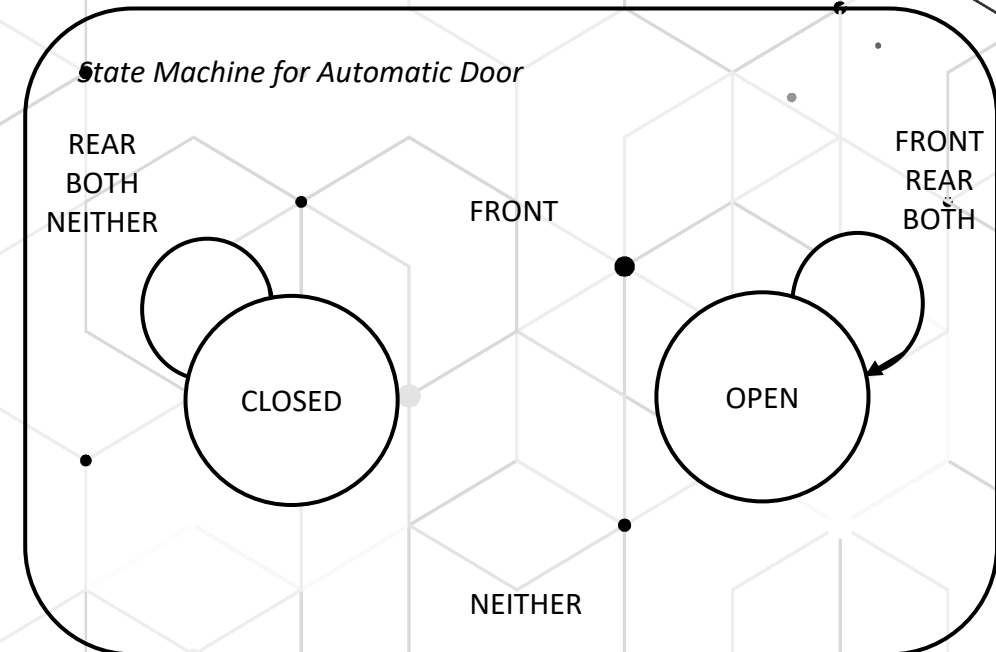 State Machine for Automatic Door
REAR
BOTH
NEITHER
FRONT
FRONT
REAR
BOTH
CLOSED
OPEN
NEITHER